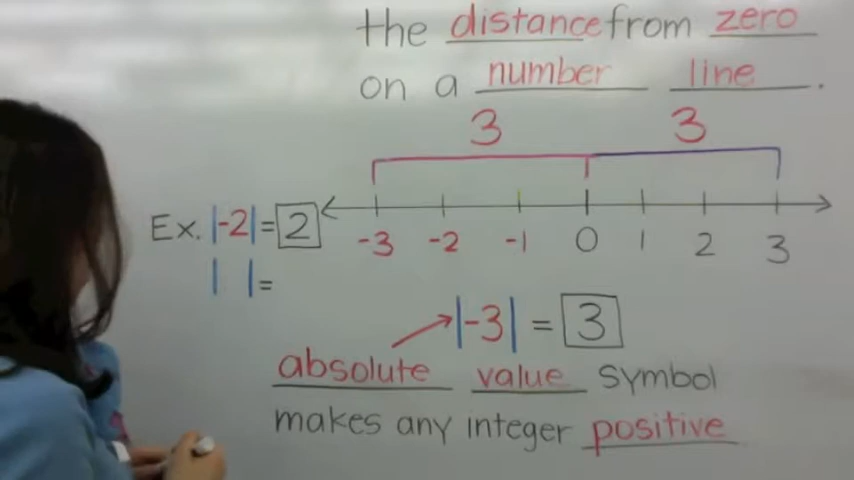 the distance from zero
on a number line.
3 3
Ex. |-2| = 2
-3 -2 -1 0 1 2 3
| | =
|-3| = 3
absolute value symbol
makes any integer positive